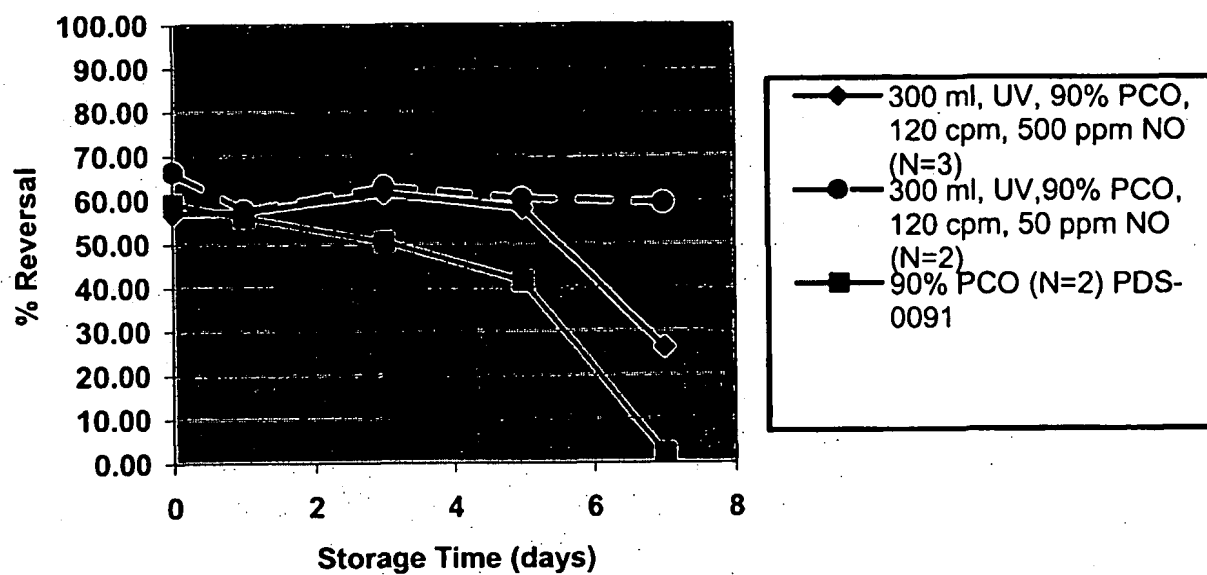 100.00
90.00
80.00
70.00
60.00
50.00
40.00
30.00
20.00
10.00
0.00
% Reversal
0 2 4 6 8
Storage Time (days)
300 ml, UV, 90% PCO,
120 cpm, 500 ppm NO
(N=3)
300 ml, UV,90% PCO,
120 cpm, 50 ppm NO
(N=2)
90% PCO (N=2) PDS-
0091